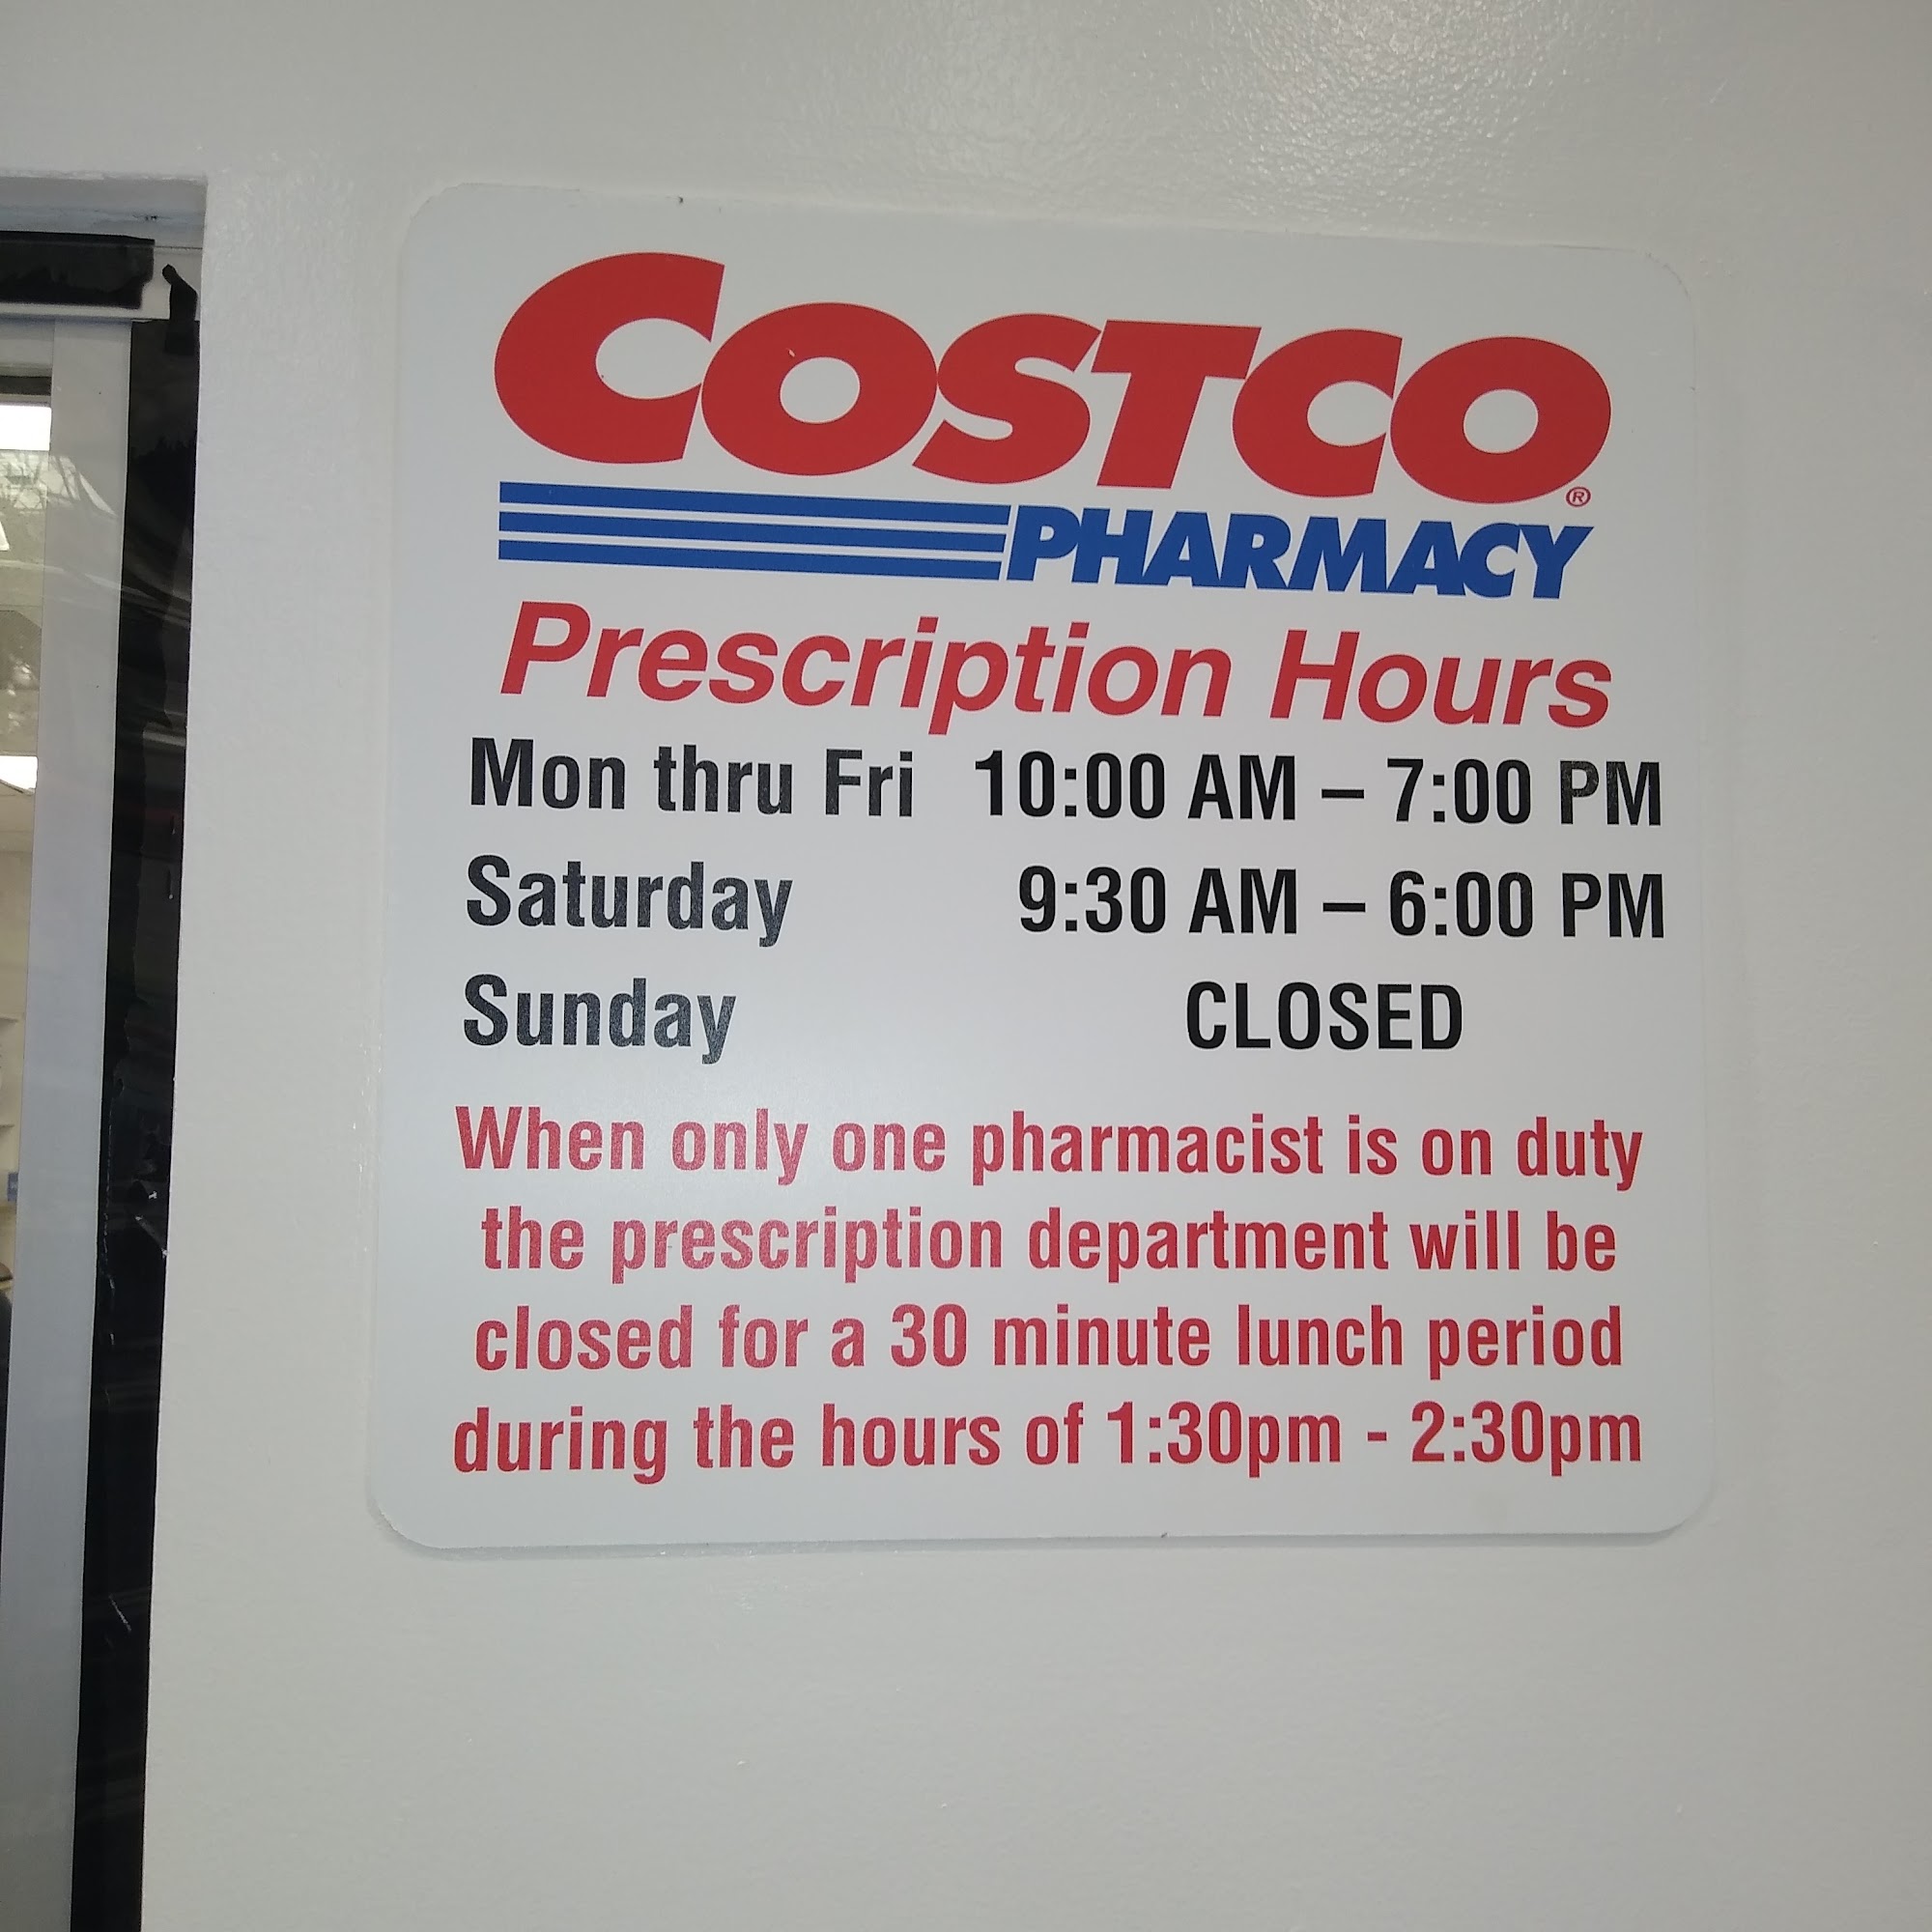 COSTCO®
PHARMACY
Prescription Hours
Mon thru Fri 10:00 AM – 7:00 PM
Saturday 9:30 AM – 6:00 PM
Sunday CLOSED
When only one pharmacist is on duty
the prescription department will be
closed for a 30 minute lunch period
during the hours of 1:30pm - 2:30pm